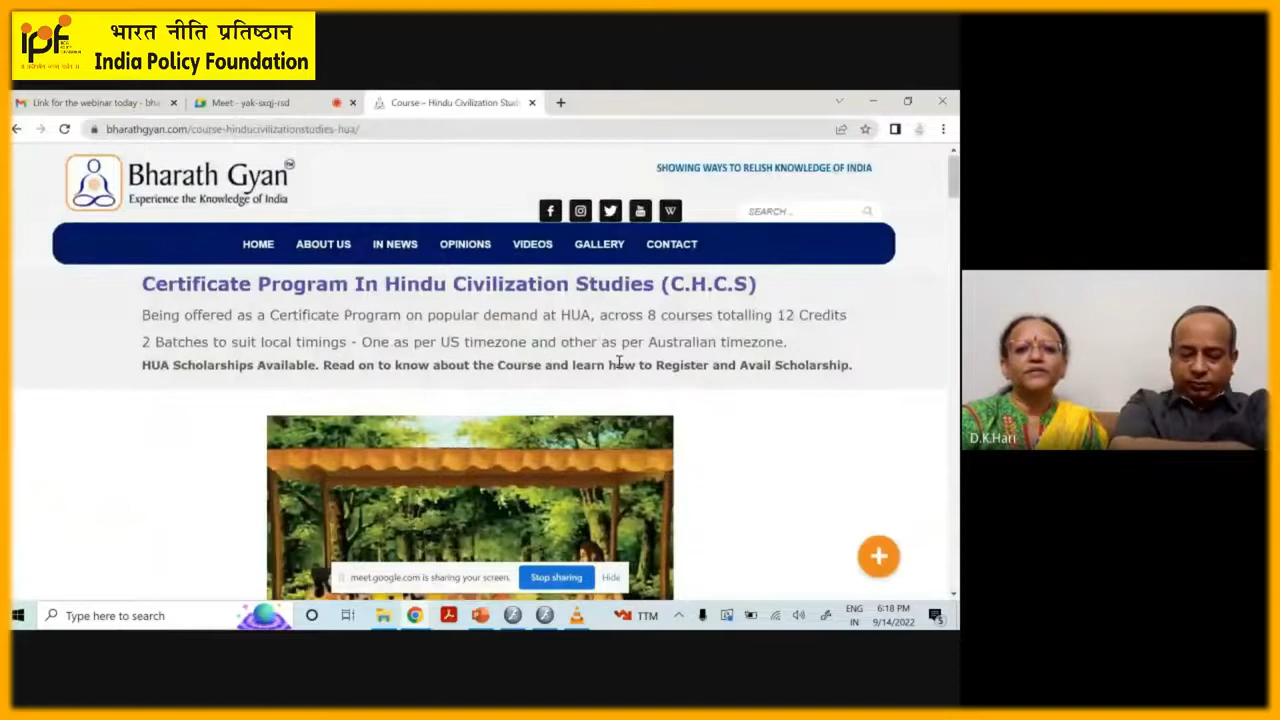 भारत नीति प्रतिष्ठान
ipf
India Policy Foundation
Link for the webinar today - bha
Meet - yak-sxqj-rsd
Course – Hindu Civilization Stud
bharathgyan.com/course-hinducivilizationstudies-hua/
Bharath Gyan
TM
Experience the Knowledge of India
SHOWING WAYS TO RELISH KNOWLEDGE OF INDIA
SEARCH ..
HOME ABOUT US IN NEWS OPINIONS VIDEOS GALLERY CONTACT
Certificate Program In Hindu Civilization Studies (C.H.C.S)
Being offered as a Certificate Program on popular demand at HUA, across 8 courses totalling 12 Credits
2 Batches to suit local timings - One as per US timezone and other as per Australian timezone.
HUA Scholarships Available. Read on to know about the Course and learn how to Register and Avail Scholarship.
D.K.Hari
meet.google.com is sharing your screen.
Stop sharing
Hide
Type here to search
TTM
ENG
IN
6:18 PM
9/14/2022
5